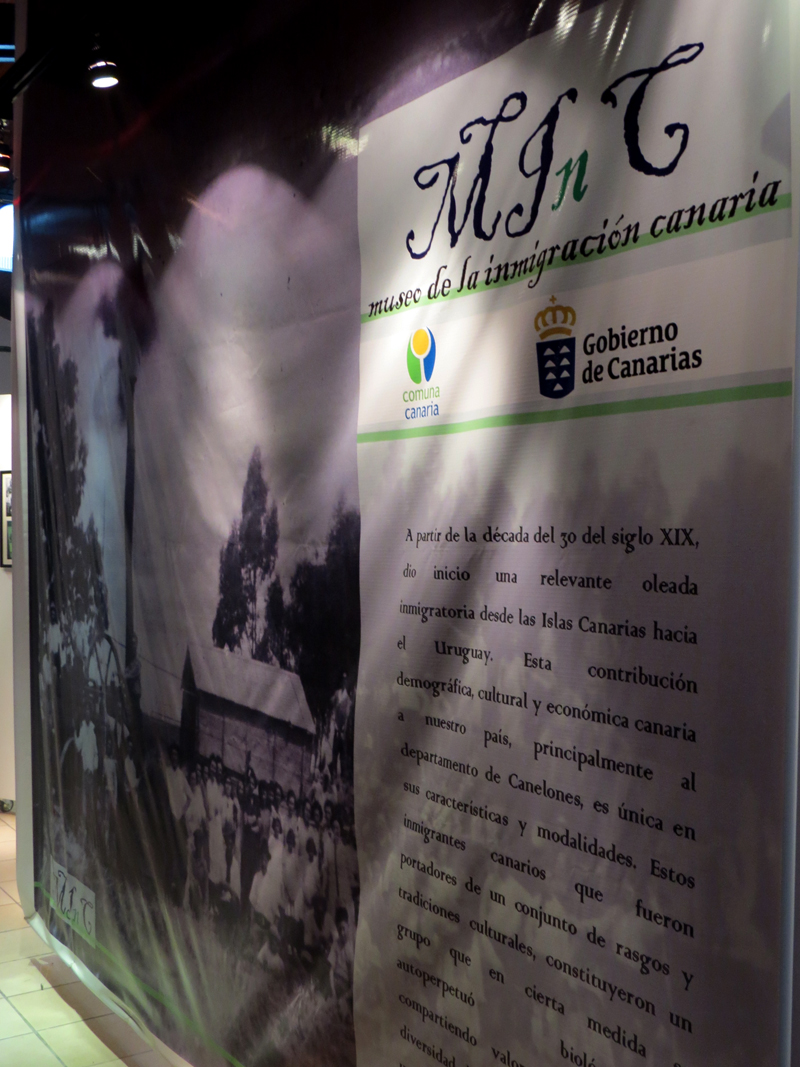 MInC
museo de la inmigración canaria
comuna
canaria
Gobierno
de Canarias
A partir de la década del 30 del siglo XIX,
dio inicio una relevante oleada
inmigratoria desde las Islas Canarias hacia
el Uruguay. Esta contribución
demográfica, cultural y económica canaria
a nuestro país, principalmente al
departamento de Canelones, es única en
sus características y modalidades. Estos
inmigrantes canarios que fueron
portadores de un conjunto de rasgos y
tradiciones culturales, constituyeron un
grupo que en cierta medida
autoperpetuó
compartiendo
MInC